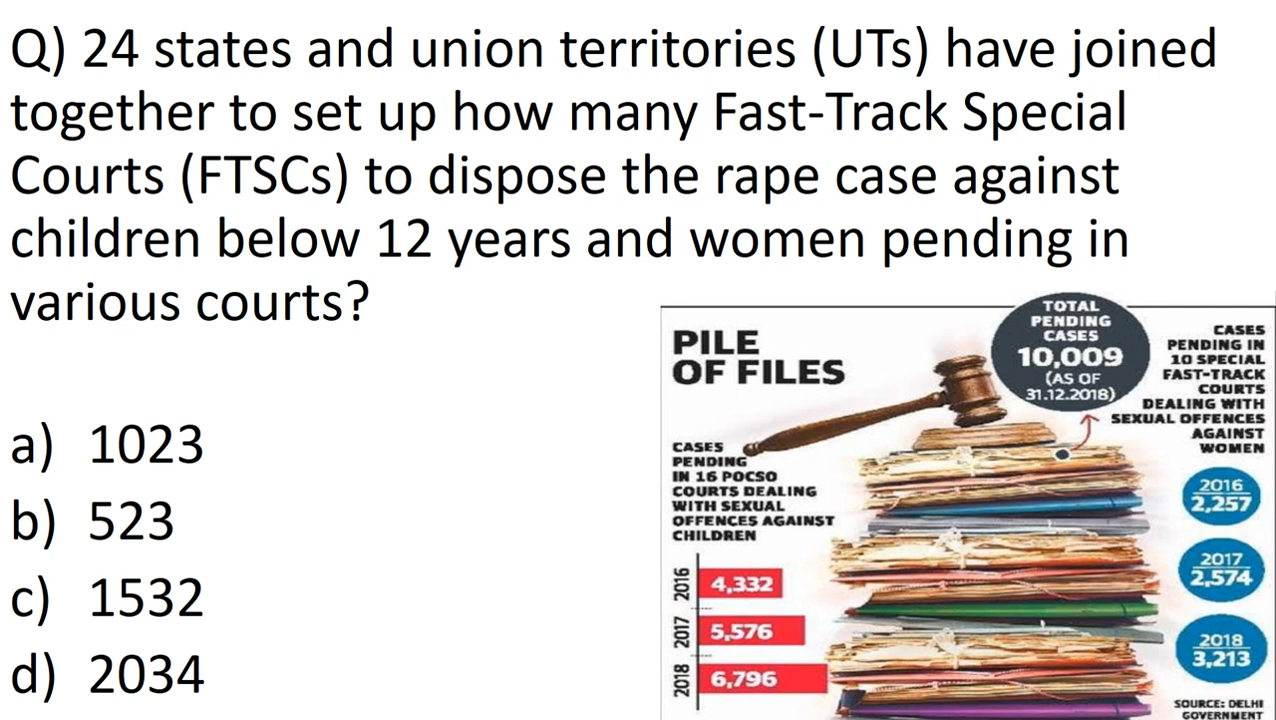 Q) 24 states and union territories (UTs) have joined
together to set up how many Fast-Track Special
Courts (FTSCs) to dispose the rape case against
children below 12 years and women pending in
various courts?
a) 1023
b) 523
c) 1532
d) 2034
PILE
OF FILES
TOTAL
PENDING
CASES
10,009
(AS OF
31.12.2018)
CASES
PENDING IN
10 SPECIAL
FAST-TRACK
COURTS
DEALING WITH
SEXUAL OFFENCES
AGAINST
WOMEN
2016
2,257
2017
2,574
2018
3,213
CASES
PENDING
IN 16 POCSO
COURTS DEALING
WITH SEXUAL
OFFENCES AGAINST
CHILDREN
2016 4,332
2017 5,576
2018 6,796
SOURCE: DELHI
GOVERNMENT